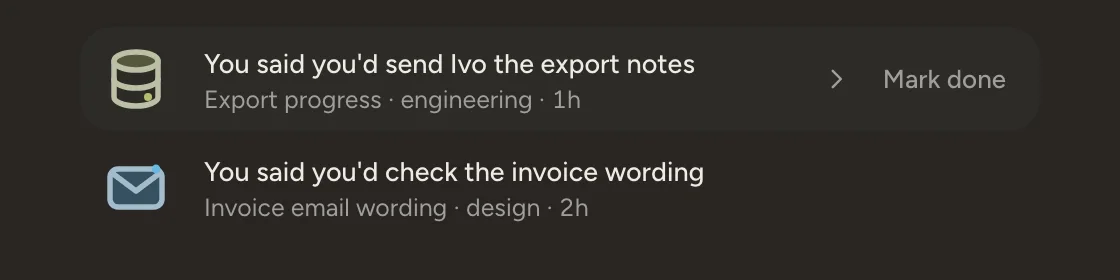 You said you'd send Ivo the export notes
Export progress · engineering · 1h
Mark done
You said you'd check the invoice wording
Invoice email wording · design · 2h